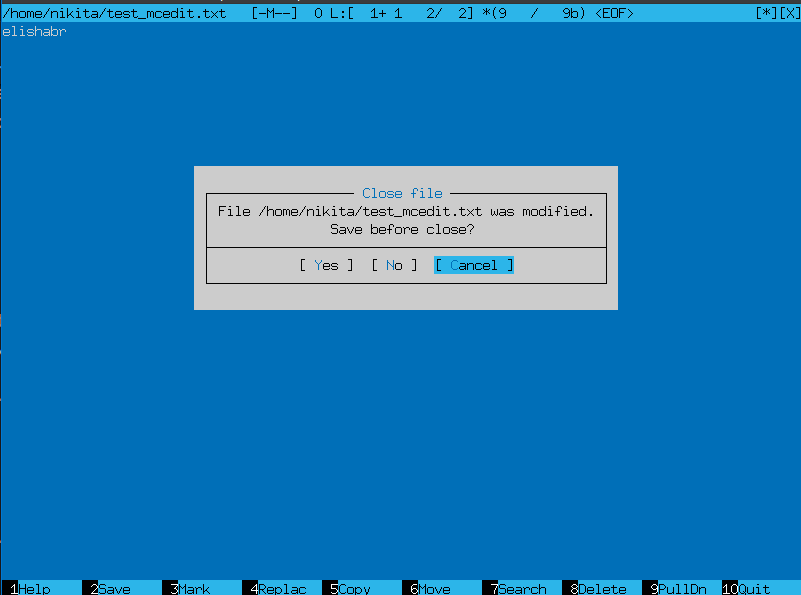 /home/nikita/test_mcedit.txt   [-M--]  0 L:[  1+ 1   2/  2] *(9   /   9b) <EOF>               [*][X]
elishabr
Close file
File /home/nikita/test_mcedit.txt was modified.
Save before close?
[ Yes ]  [ No ]  [ Cancel ]
1Help    2Save    3Mark    4Replac  5Copy    6Move    7Search  8Delete  9PullDn  10Quit